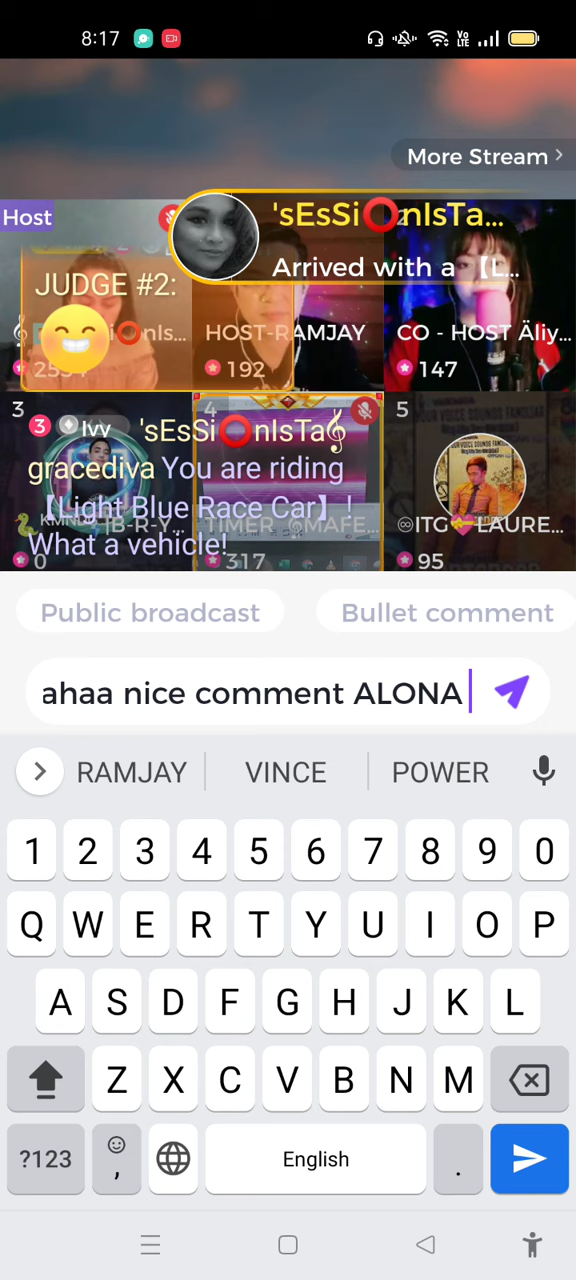 8:17
VO LTE
More Stream >
Host
'sEsSi⭕nIsTa...
Arrived with a 【L...
JUDGE #2:
HOST-RAMJAY
CO - HOST Äliy...
192
147
3
4
5
3 Ivy 'sEsSi⭕nIsTa𝄞
gracediva You are riding
【Light Blue Race Car】!
What a vehicle!
0
317
95
Public broadcast
Bullet comment
ahaa nice comment ALONA
RAMJAY
VINCE
POWER
1 2 3 4 5 6 7 8 9 0
Q W E R T Y U I O P
A S D F G H J K L
Z X C V B N M
?123
,
English
.